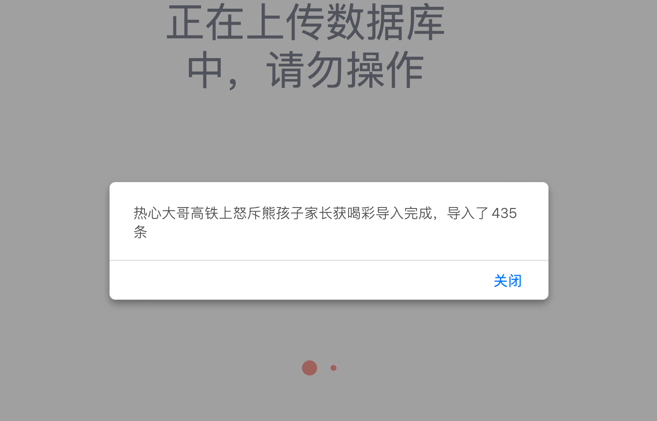 正在上传数据库
中，请勿操作
热心大哥高铁上怒斥熊孩子家长获喝彩导入完成，导入了435
条
关闭